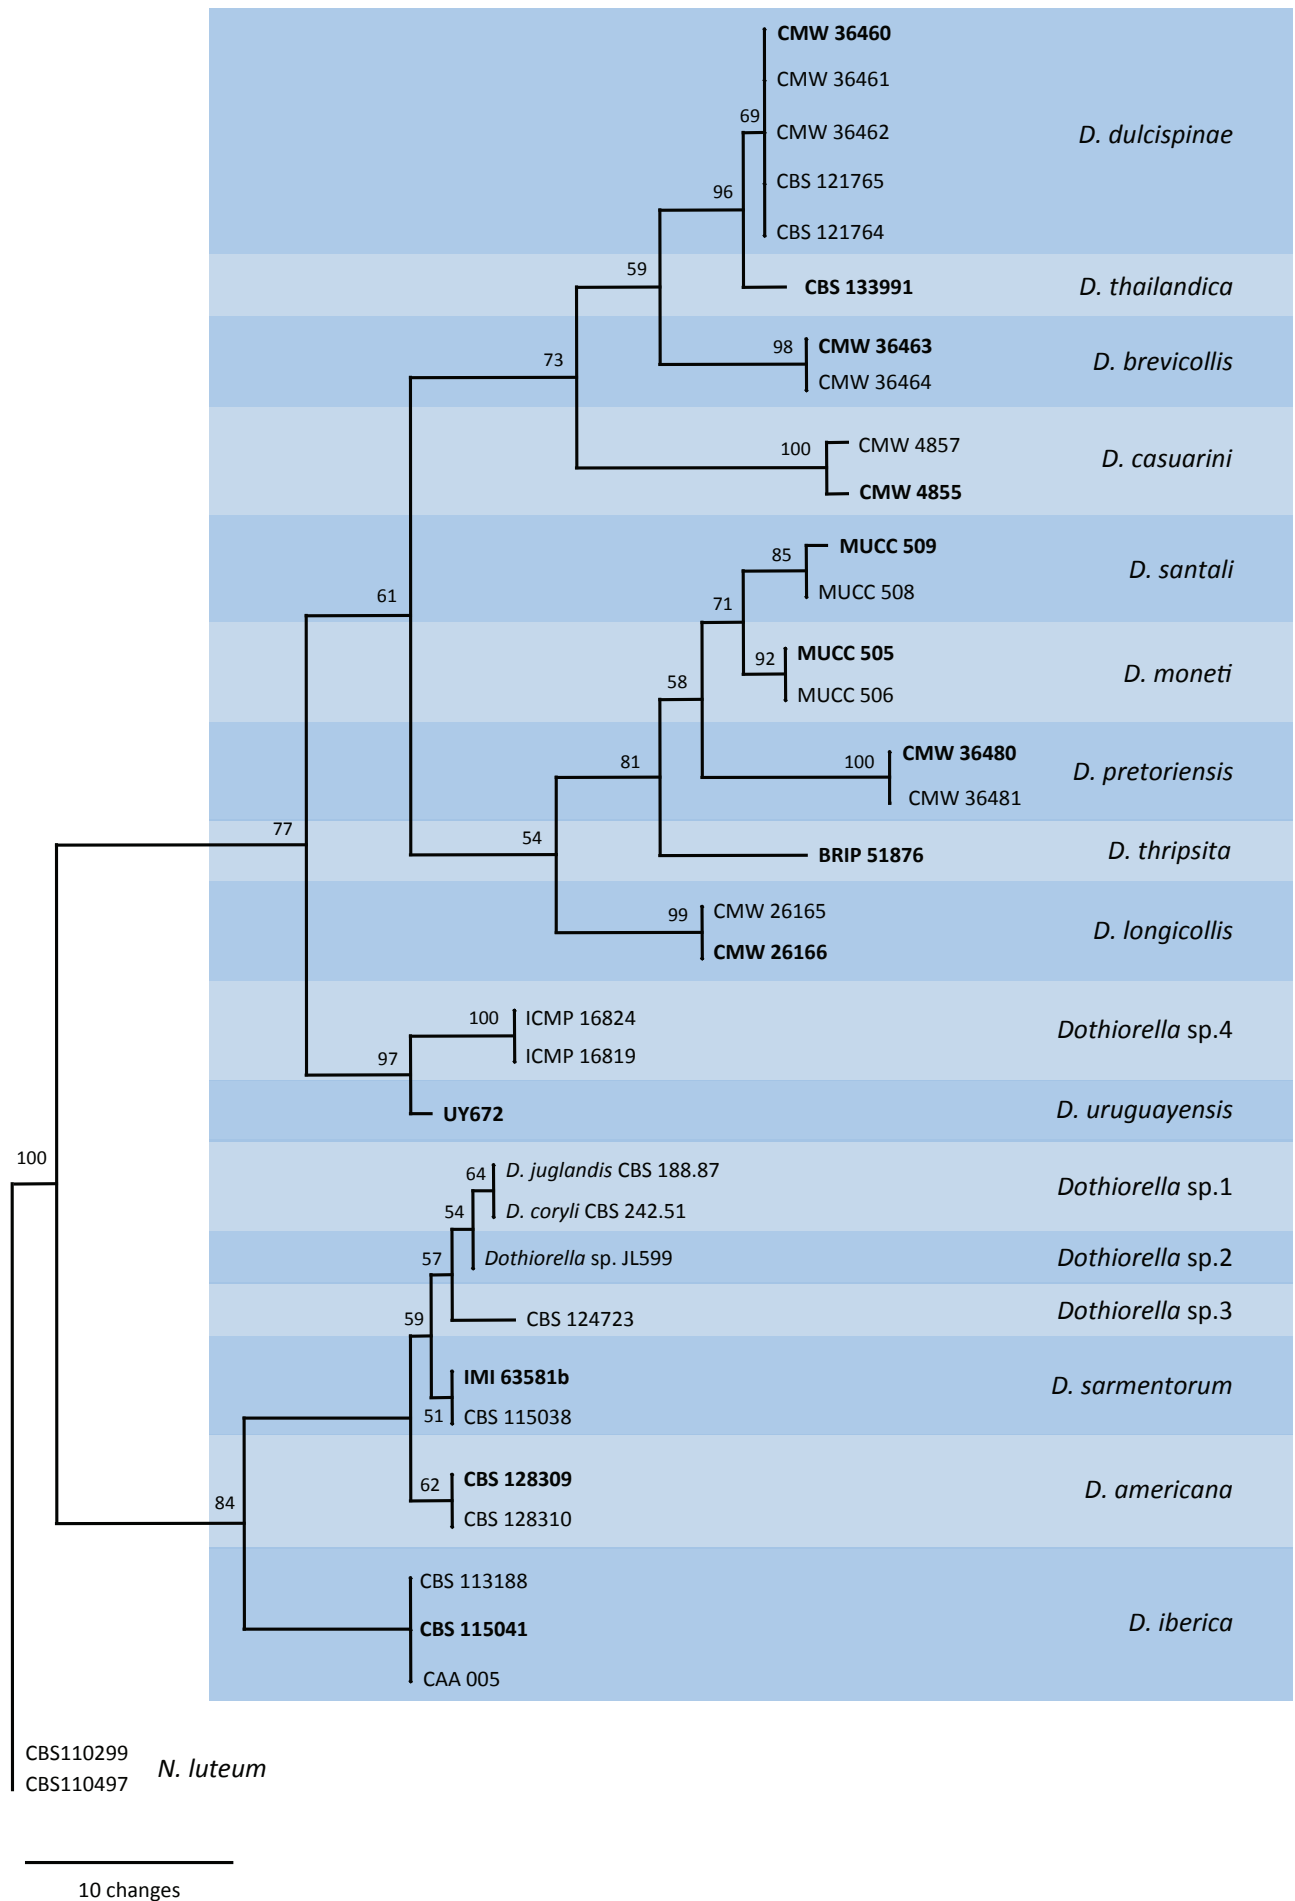 CMW 36460
CMW 36461
69
CMW 36462
D. dulcispinae
CBS 121765
96
CBS 121764
59
CBS 133991
D. thailandica
98
CMW 36463
73
D. brevicollis
CMW 36464
100
CMW 4857
D. casuarini
CMW 4855
MUCC 509
85
D. santali
MUCC 508
61
71
MUCC 505
92
D. moneti
58
MUCC 506
CMW 36480
81
100
D. pretoriensis
CMW 36481
77
54
BRIP 51876
D. thripsita
99
CMW 26165
D. longicollis
CMW 26166
100
ICMP 16824
Dothiorella sp.4
ICMP 16819
97
UY672
D. uruguayensis
100
64
D. juglandis CBS 188.87
Dothiorella sp.1
54
D. coryli CBS 242.51
57
Dothiorella sp. JL599
Dothiorella sp.2
59
CBS 124723
Dothiorella sp.3
IMI 63581b
D. sarmentorum
51
CBS 115038
62
CBS 128309
D. americana
84
CBS 128310
CBS 113188
CBS 115041
D. iberica
CAA 005
CBS110299
N. luteum
CBS110497
10 changes